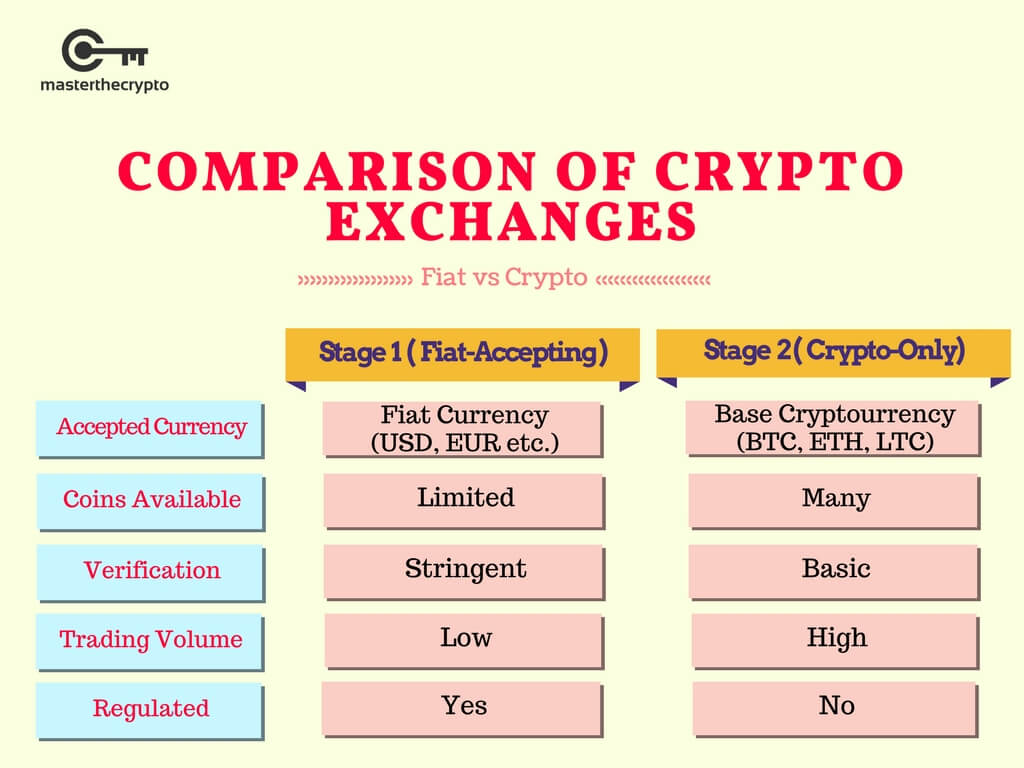 masterthecrypto
COMPARISON OF CRYPTO
EXCHANGES
»»»»»»»»»› Fiat vs Crypto ‹«««««««««
Stage 1 ( Fiat-Accepting)
Stage 2( Crypto-Only)
Accepted Currency
Fiat Currency
(USD, EUR etc.)
Base Cryptourrency
(BTC, ETH, LTC)
Coins Available
Limited
Many
Verification
Stringent
Basic
Trading Volume
Low
High
Regulated
Yes
No